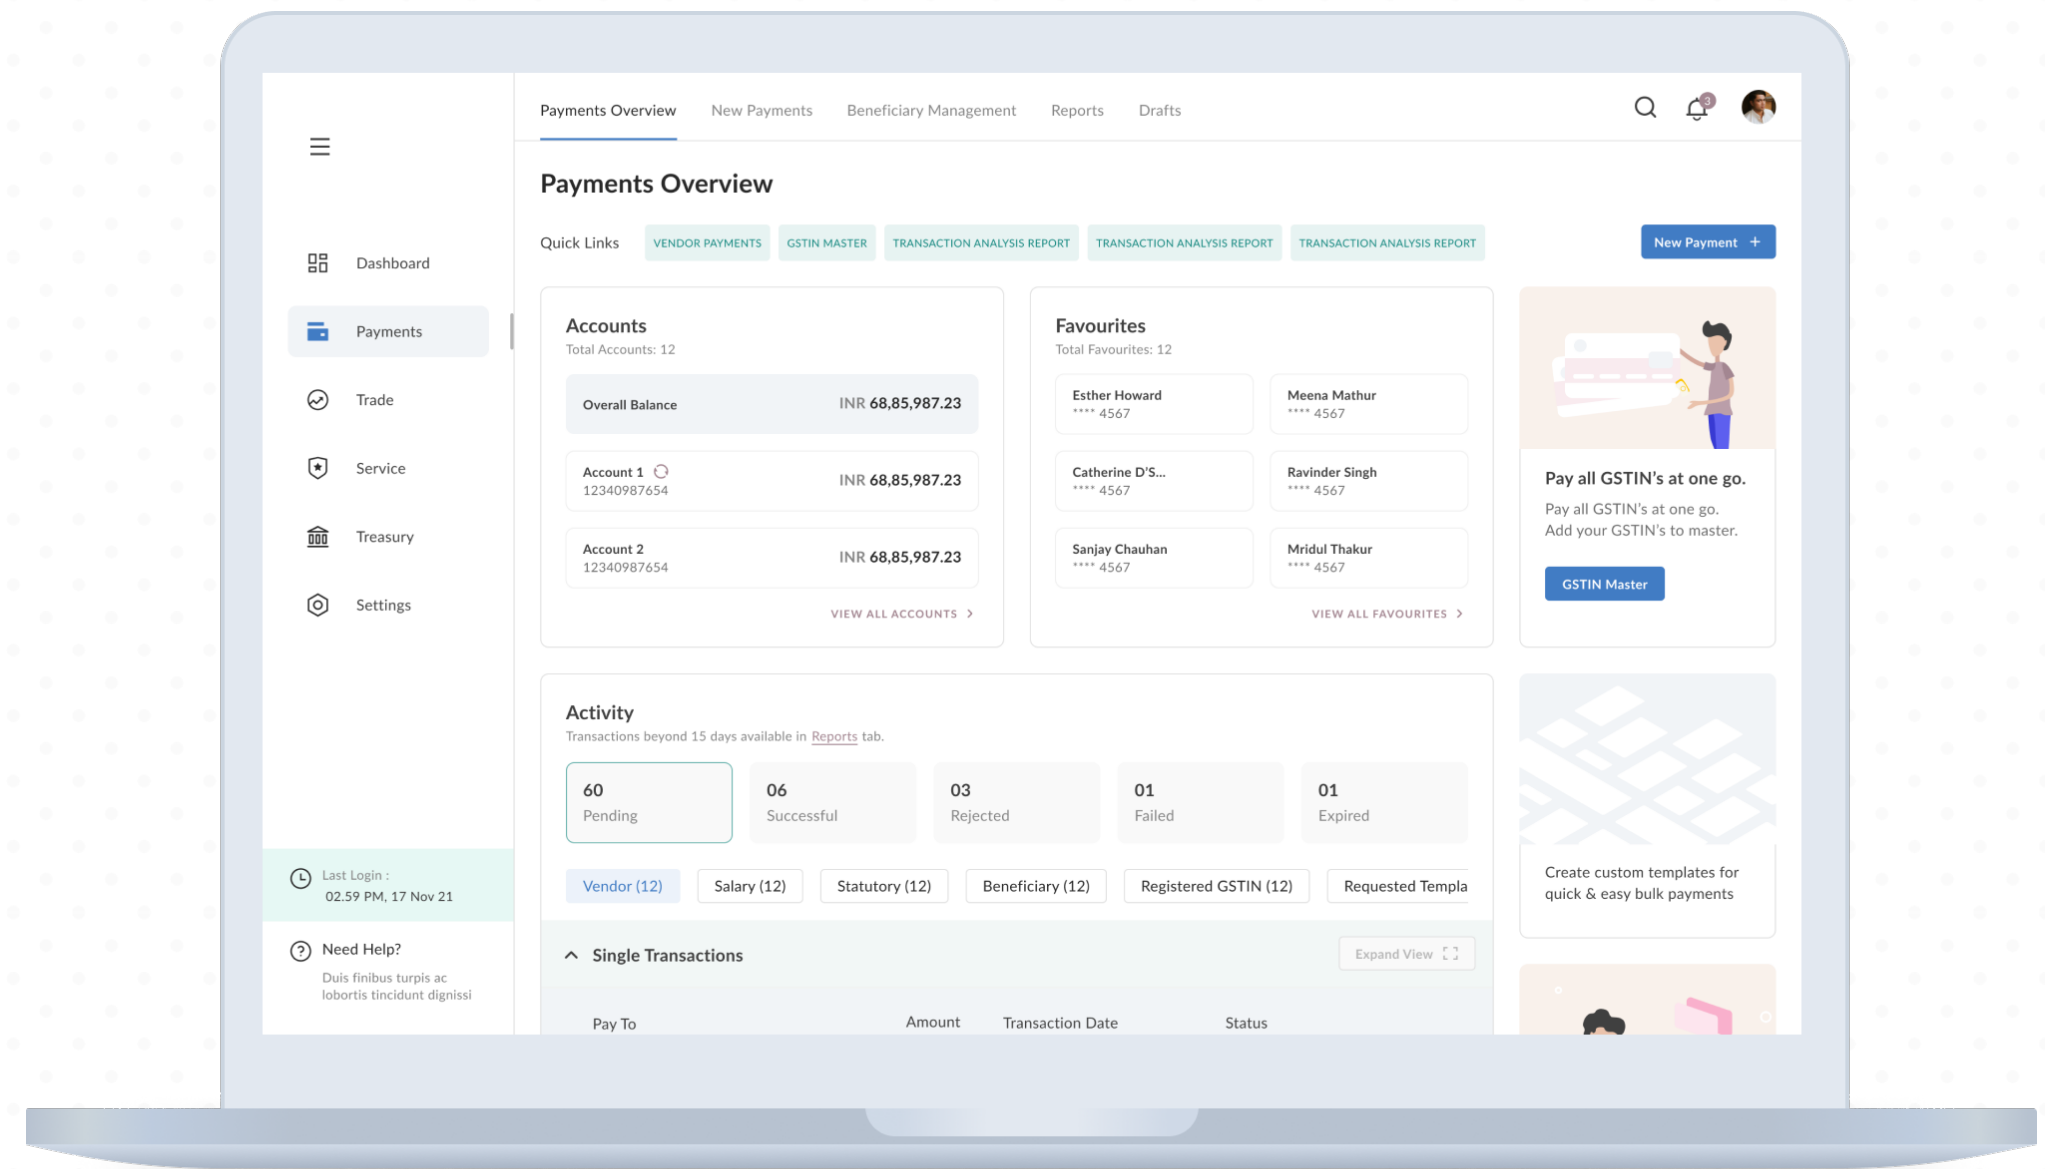 Payments Overview
New Payments
Beneficiary Management
Reports
Drafts
3
Payments Overview
Quick Links
VENDOR PAYMENTS
GSTIN MASTER
TRANSACTION ANALYSIS REPORT
TRANSACTION ANALYSIS REPORT
TRANSACTION ANALYSIS REPORT
New Payment +
Dashboard
Payments
Trade
Service
Treasury
Settings
Last Login :
02.59 PM, 17 Nov 21
Need Help?
Duis finibus turpis ac
lobortis tincidunt dignissi
Accounts
Total Accounts: 12
Overall Balance INR 68,85,987.23
Account 1
12340987654
INR 68,85,987.23
Account 2
12340987654
INR 68,85,987.23
VIEW ALL ACCOUNTS >
Favourites
Total Favourites: 12
Esther Howard
**** 4567
Meena Mathur
**** 4567
Catherine D'S...
**** 4567
Ravinder Singh
**** 4567
Sanjay Chauhan
**** 4567
Mridul Thakur
**** 4567
VIEW ALL FAVOURITES >
Pay all GSTIN's at one go.
Pay all GSTIN's at one go.
Add your GSTIN's to master.
GSTIN Master
Activity
Transactions beyond 15 days available in Reports tab.
60
Pending
06
Successful
03
Rejected
01
Failed
01
Expired
Vendor (12)
Salary (12)
Statutory (12)
Beneficiary (12)
Registered GSTIN (12)
Requested Templa
Single Transactions
Expand View
Pay To
Amount
Transaction Date
Status
Create custom templates for
quick & easy bulk payments